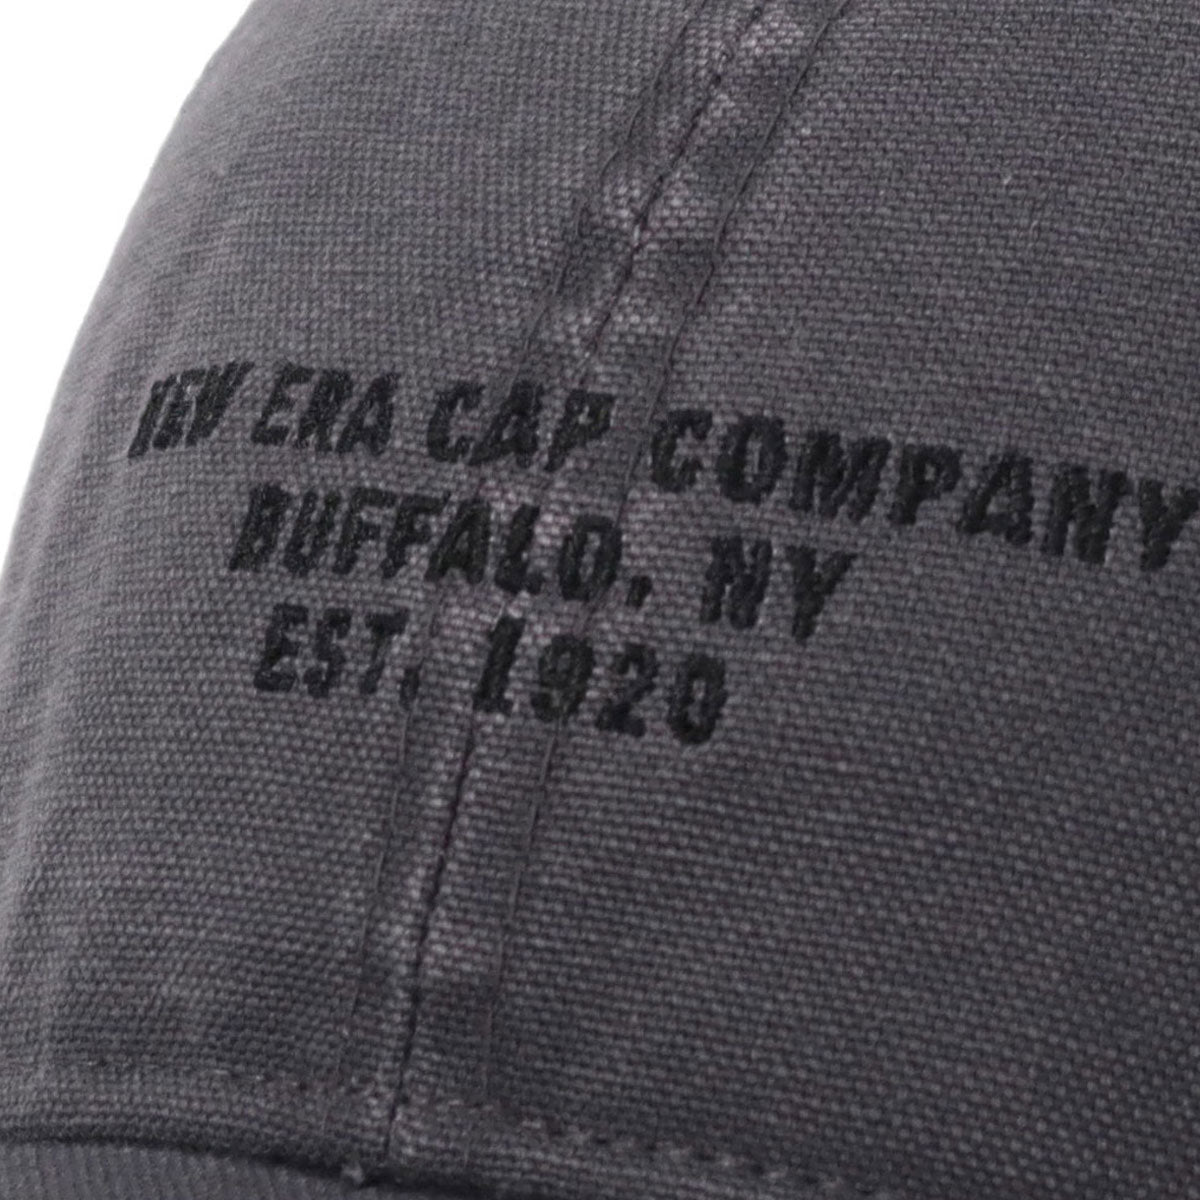 NEW ERA CAP COMPANY
BUFFALO, NY
EST. 1920